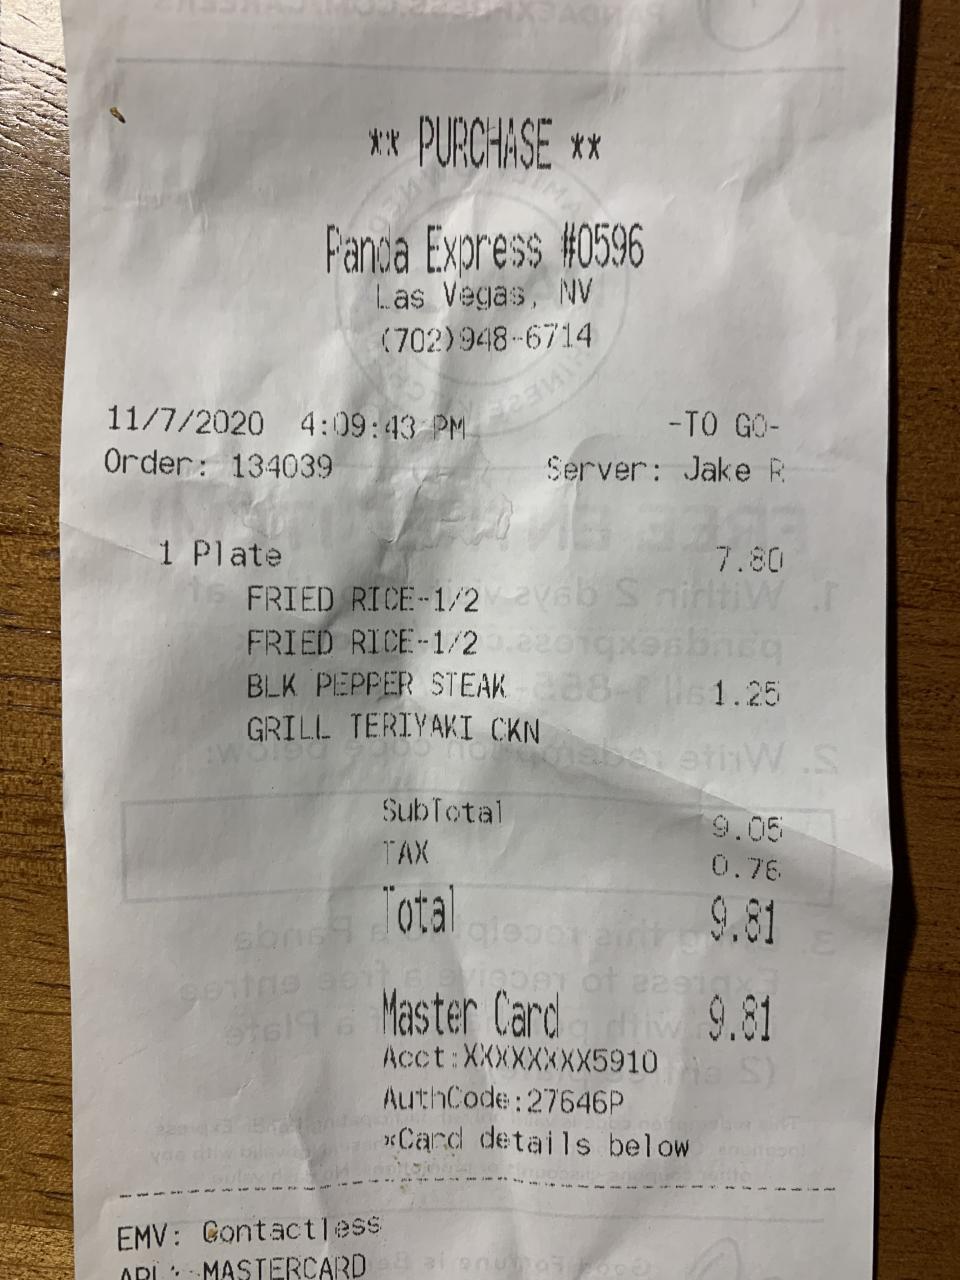 ** PURCHASE **
Panda Express #0596
Las Vegas, NV
(702)948-6714
11/7/2020 4:09:43 PM -TO GO-
Order: 134039 Server: Jake R
1 Plate 7.80
FRIED RICE-1/2
FRIED RICE-1/2
BLK PEPPER STEAK 1.25
GRILL TERIYAKI CKN
SubTotal 9.05
TAX 0.76
Total 9.81
Master Card 9.81
Acct:XXXXXXXX5910
AuthCode:27646P
*Card details below
EMV: Contactless
MASTERCARD